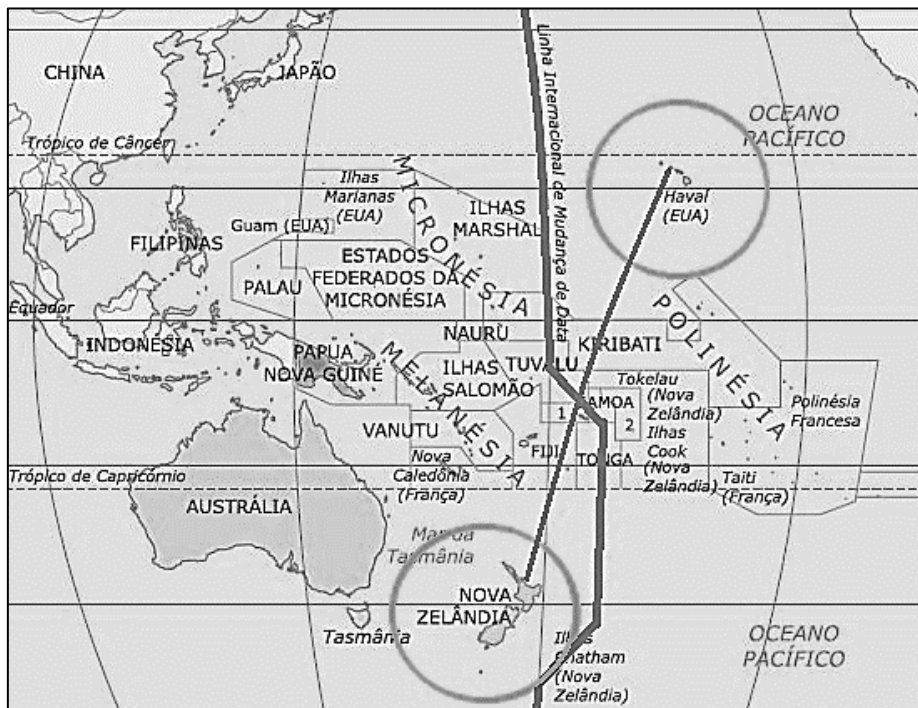 CHINA
JAPÃO
Linha Internacional de Mudança de Data
OCEANO
PACÍFICO
Trópico de Câncer
Haval
(EUA)
Ilhas
Marianas
(EUA)
MICRONÉSIA
ILHAS
MARSHAL
Guam (EUA)
FILIPINAS
ESTADOS
FEDERADOS DA
MICRONÉSIA
PALAU
POLINÉSIA
Equador
INDONÉSIA
NAURU
KIRIBATI
PAPUA
NOVA GUINÉ
MELANÉSIA
ILHAS
SALOMÃO
TUVALU
Tokelau
(Nova
Zelândia)
AMOA
1
2
Polinésia
Francesa
VANUTU
FIJI
TONGA
Ilhas
Cook
(Nova
Zelândia)
Nova
Caledônia
(França)
Taiti
(França)
Trópico de Capricórnio
AUSTRÁLIA
Mar da
Tasmânia
NOVA
ZELÂNDIA
Tasmânia
Ilhas
Chatham
(Nova
Zelândia)
OCEANO
PACÍFICO